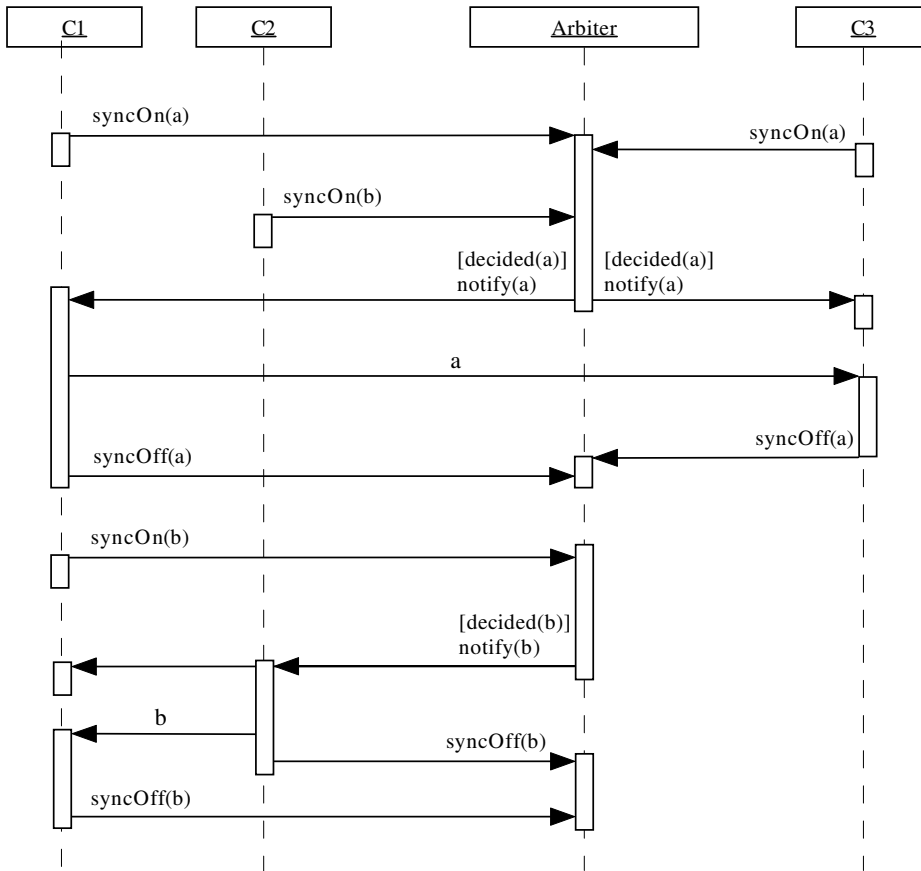 C1
C2
Arbiter
C3
syncOn(a)
syncOn(a)
syncOn(b)
[decided(a)]
notify(a)
[decided(a)]
notify(a)
a
syncOff(a)
syncOff(a)
syncOn(b)
[decided(b)]
notify(b)
b
syncOff(b)
syncOff(b)